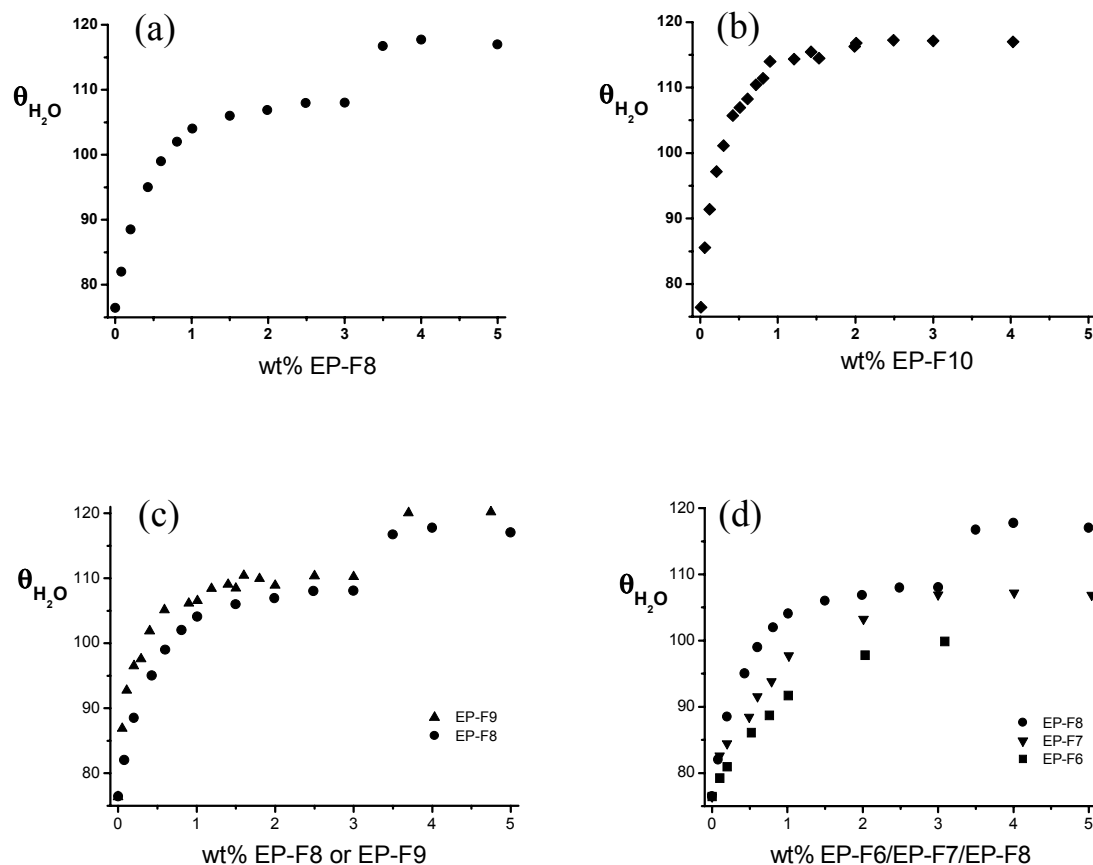 (a)
120
110
100
90
80
θH₂O
0 1 2 3 4 5
wt% EP-F8
(b)
120
110
100
90
80
θH₂O
0 1 2 3 4 5
wt% EP-F10
(c)
120
110
100
90
80
θH₂O
EP-F9
EP-F8
0 1 2 3 4 5
wt% EP-F8 or EP-F9
(d)
120
110
100
90
80
θH₂O
EP-F8
EP-F7
EP-F6
0 1 2 3 4 5
wt% EP-F6/EP-F7/EP-F8